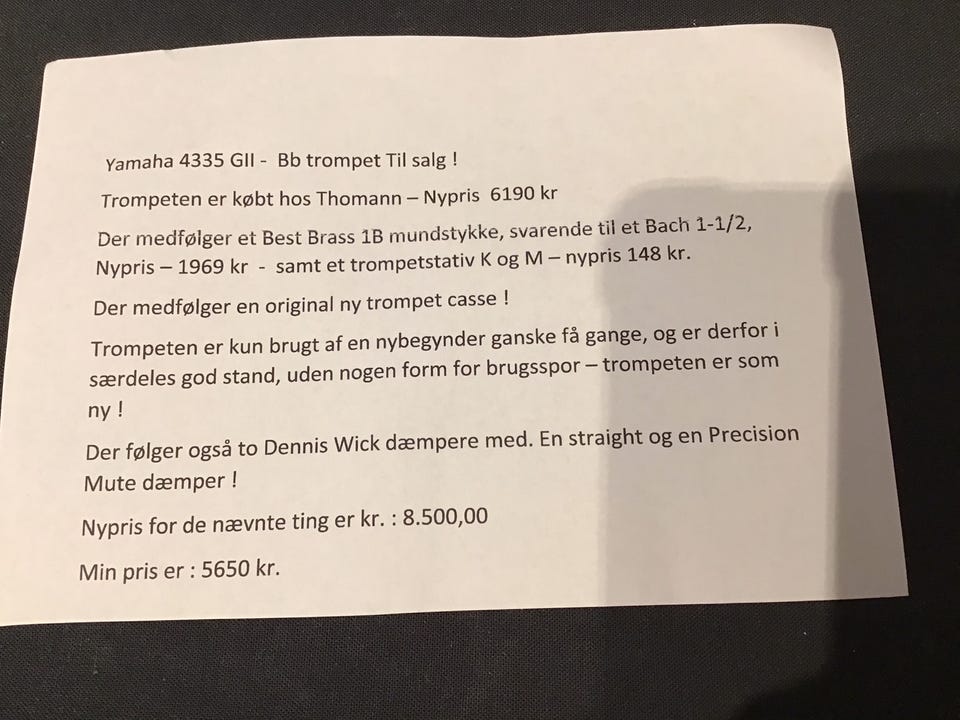 Yamaha 4335 GII - Bb trompet Til salg !
Trompeten er købt hos Thomann – Nypris 6190 kr
Der medfølger et Best Brass 1B mundstykke, svarende til et Bach 1-1/2,
Nypris – 1969 kr - samt et trompetstativ K og M – nypris 148 kr.
Der medfølger en original ny trompet casse !
Trompeten er kun brugt af en nybegynder ganske få gange, og er derfor i
særdeles god stand, uden nogen form for brugsspor – trompeten er som
ny !
Der følger også to Dennis Wick dæmpere med. En straight og en Precision
Mute dæmper !
Nypris for de nævnte ting er kr. : 8.500,00
Min pris er : 5650 kr.